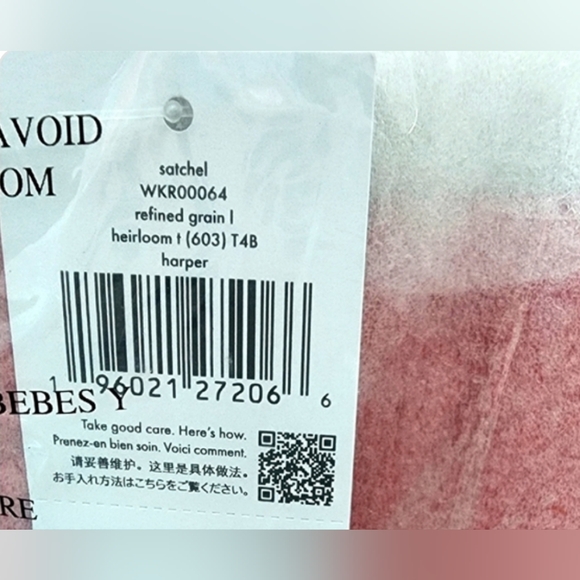 AVOID
OM
satchel
WKR00064
refined grain l
heirloom t (603) T4B
harper
1 96021 27206 6
BEBES Y
Take good care. Here's how.
Prenez-en bien soin. Voici comment.
请妥善维护。这里是具体做法。
お手入れ方法はこちらをご覧ください。
RE